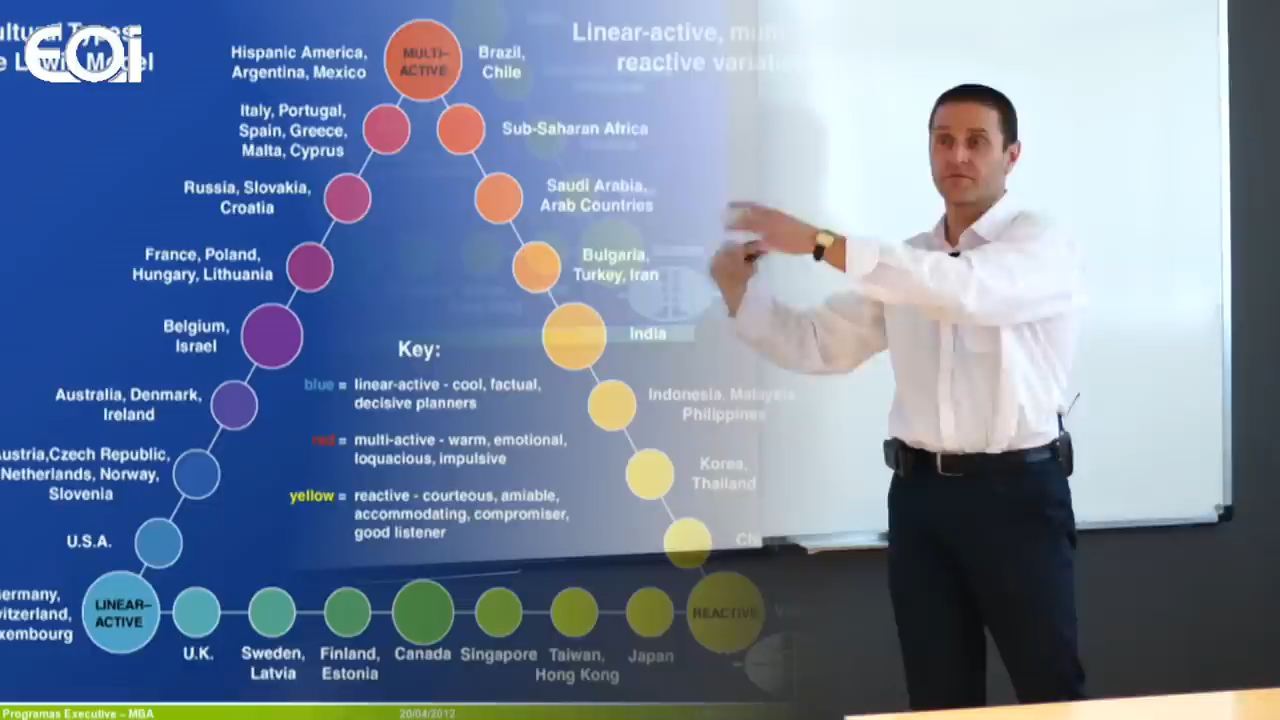 EOI
Linear-active,
reactive
Hispanic America,
Argentina, Mexico
MULTI-
ACTIVE
Brazil,
Chile
Italy, Portugal,
Spain, Greece,
Malta, Cyprus
Sub-Saharan Africa
Russia, Slovakia,
Croatia
Saudi Arabia,
Arab Countries
France, Poland,
Hungary, Lithuania
Bulgaria,
Turkey, Iran
Belgium,
Israel
India
Key:
blue = linear-active - cool, factual,
decisive planners
Australia, Denmark,
Ireland
Indonesia, Malaysia,
Philippines
red = multi-active - warm, emotional,
loquacious, impulsive
Czech Republic,
Netherlands, Norway,
Slovenia
Korea,
Thailand
yellow = reactive - courteous, amiable,
accommodating, compromiser,
good listener
U.S.A.
LINEAR-
ACTIVE
REACTIVE
U.K.
Sweden,
Latvia
Finland,
Estonia
Canada
Singapore
Taiwan,
Hong Kong
Japan
Programas Executive – MBA
20/04/2012